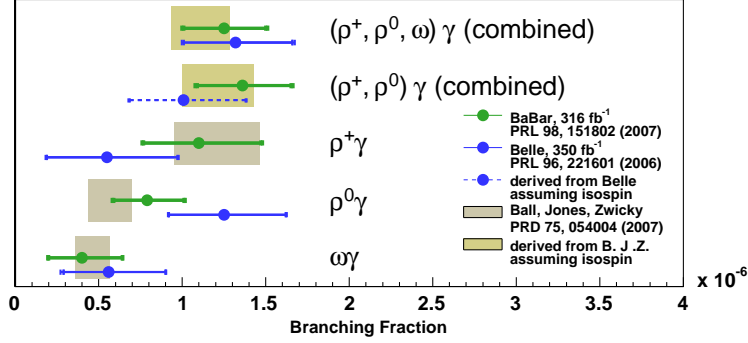 (ρ⁺, ρ⁰, ω) γ (combined)
(ρ⁺, ρ⁰) γ (combined)
ρ⁺γ
ρ⁰γ
ωγ
BaBar, 316 fb⁻¹
PRL 98, 151802 (2007)
Belle, 350 fb⁻¹
PRL 96, 221601 (2006)
derived from Belle
assuming isospin
Ball, Jones, Zwicky
PRD 75, 054004 (2007)
derived from B. J .Z.
assuming isospin
0 0.5 1 1.5 2 2.5 3 3.5 4
x 10⁻⁶
Branching Fraction